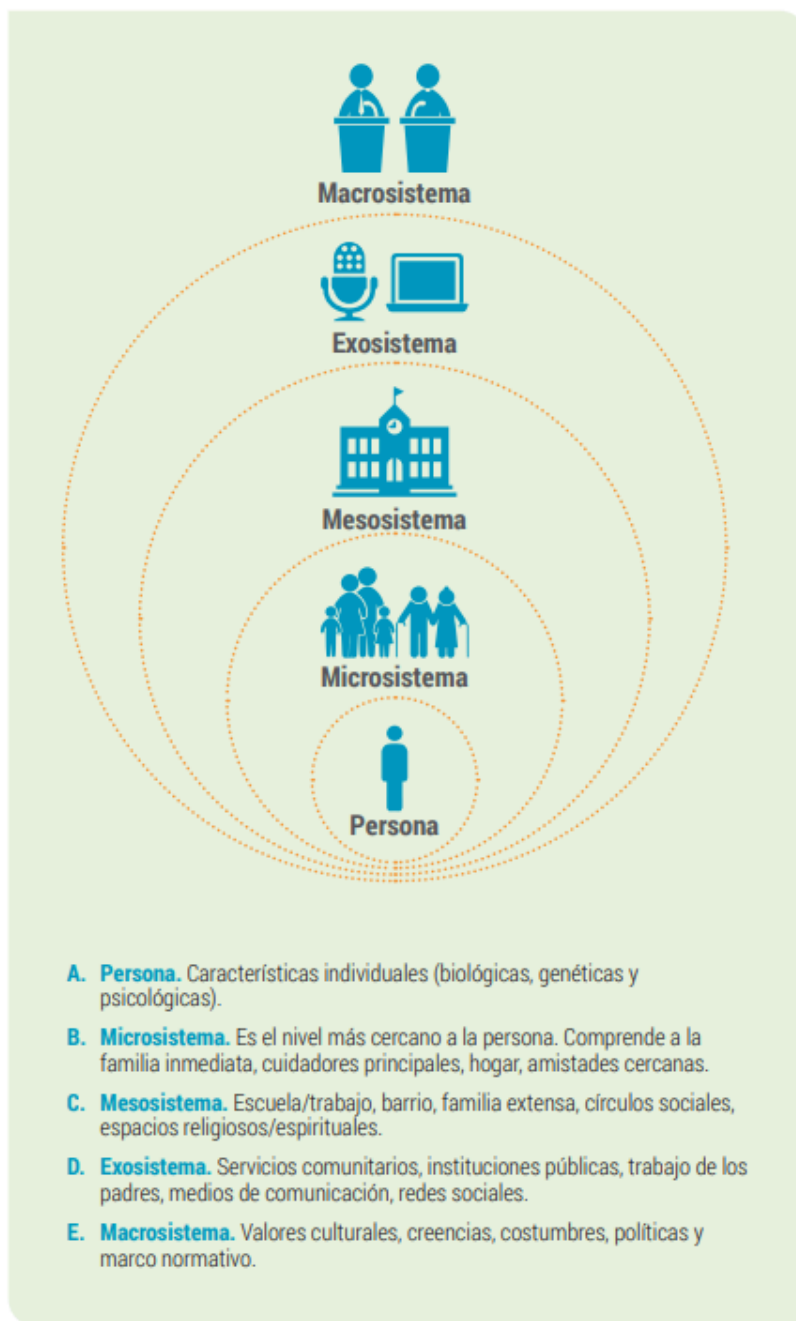 Macrosistema
Exosistema
Mesosistema
Microsistema
Persona
A. Persona. Características individuales (biológicas, genéticas y
psicológicas).
B. Microsistema. Es el nivel más cercano a la persona. Comprende a la
familia inmediata, cuidadores principales, hogar, amistades cercanas.
C. Mesosistema. Escuela/trabajo, barrio, familia extensa, círculos sociales,
espacios religiosos/espirituales.
D. Exosistema. Servicios comunitarios, instituciones públicas, trabajo de los
padres, medios de comunicación, redes sociales.
E. Macrosistema. Valores culturales, creencias, costumbres, políticas y
marco normativo.